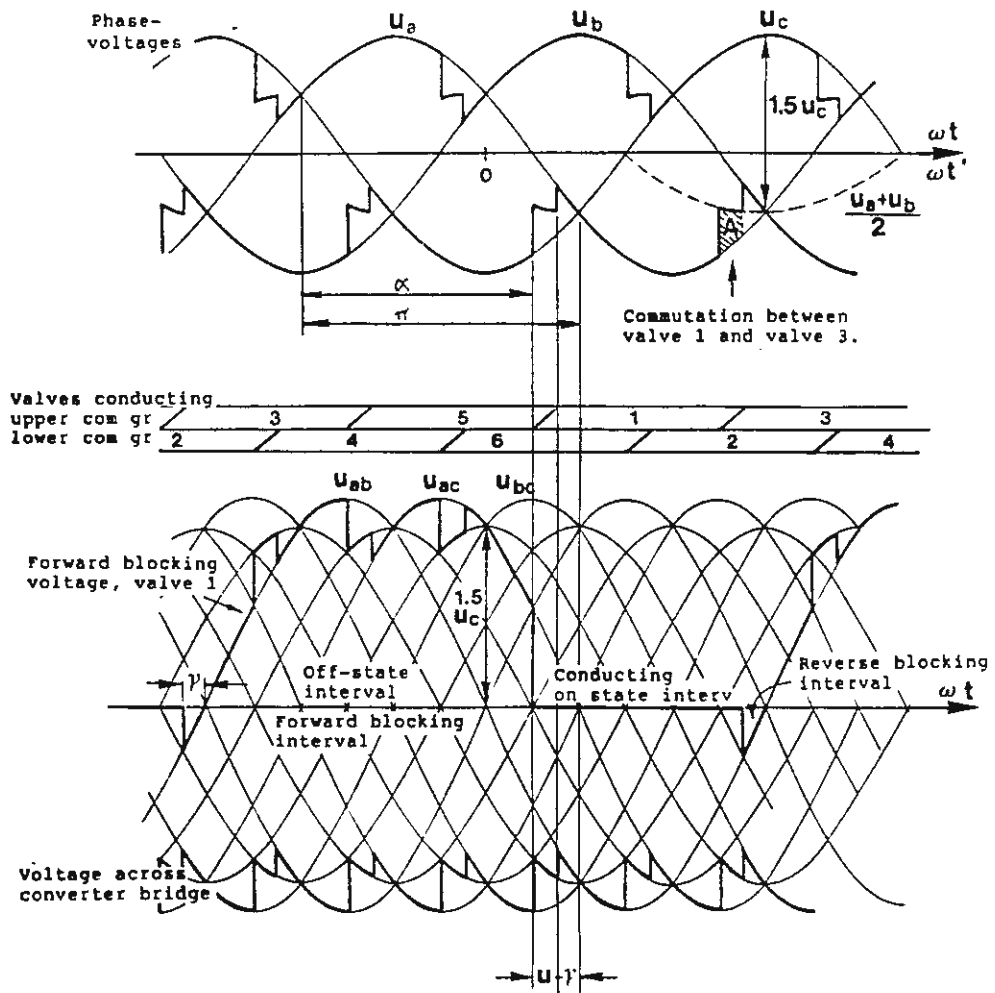 Phase-
voltages
u_a
u_b
u_c
1.5 u_c
ωt
ωt'
0
u_a+u_b
2
A
α
π
Commutation between
valve 1 and valve 3.
Valves conducting
upper com gr
3
5
1
3
lower com gr
2
4
6
2
4
u_ab
u_ac
u_bc
Forward blocking
voltage, valve 1
1.5
u_c
γ
Off-state
interval
Forward blocking
interval
Conducting
on state interv
Reverse blocking
interval
ωt
Voltage across
converter bridge
u
γ